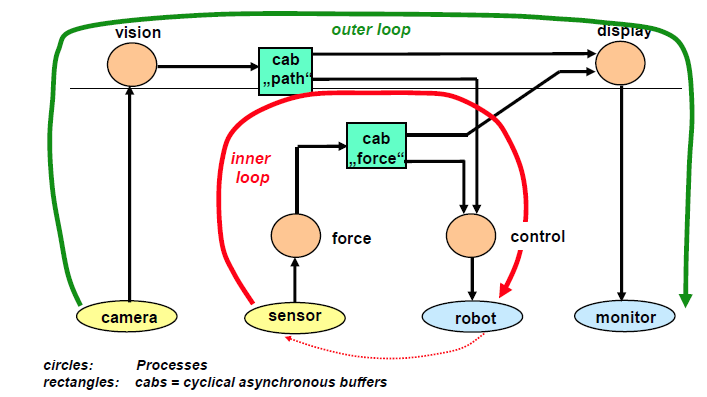 outer loop
vision
display
cab
„path“
cab
„force“
inner
loop
force
control
camera
sensor
robot
monitor
circles: Processes
rectangles: cabs = cyclical asynchronous buffers